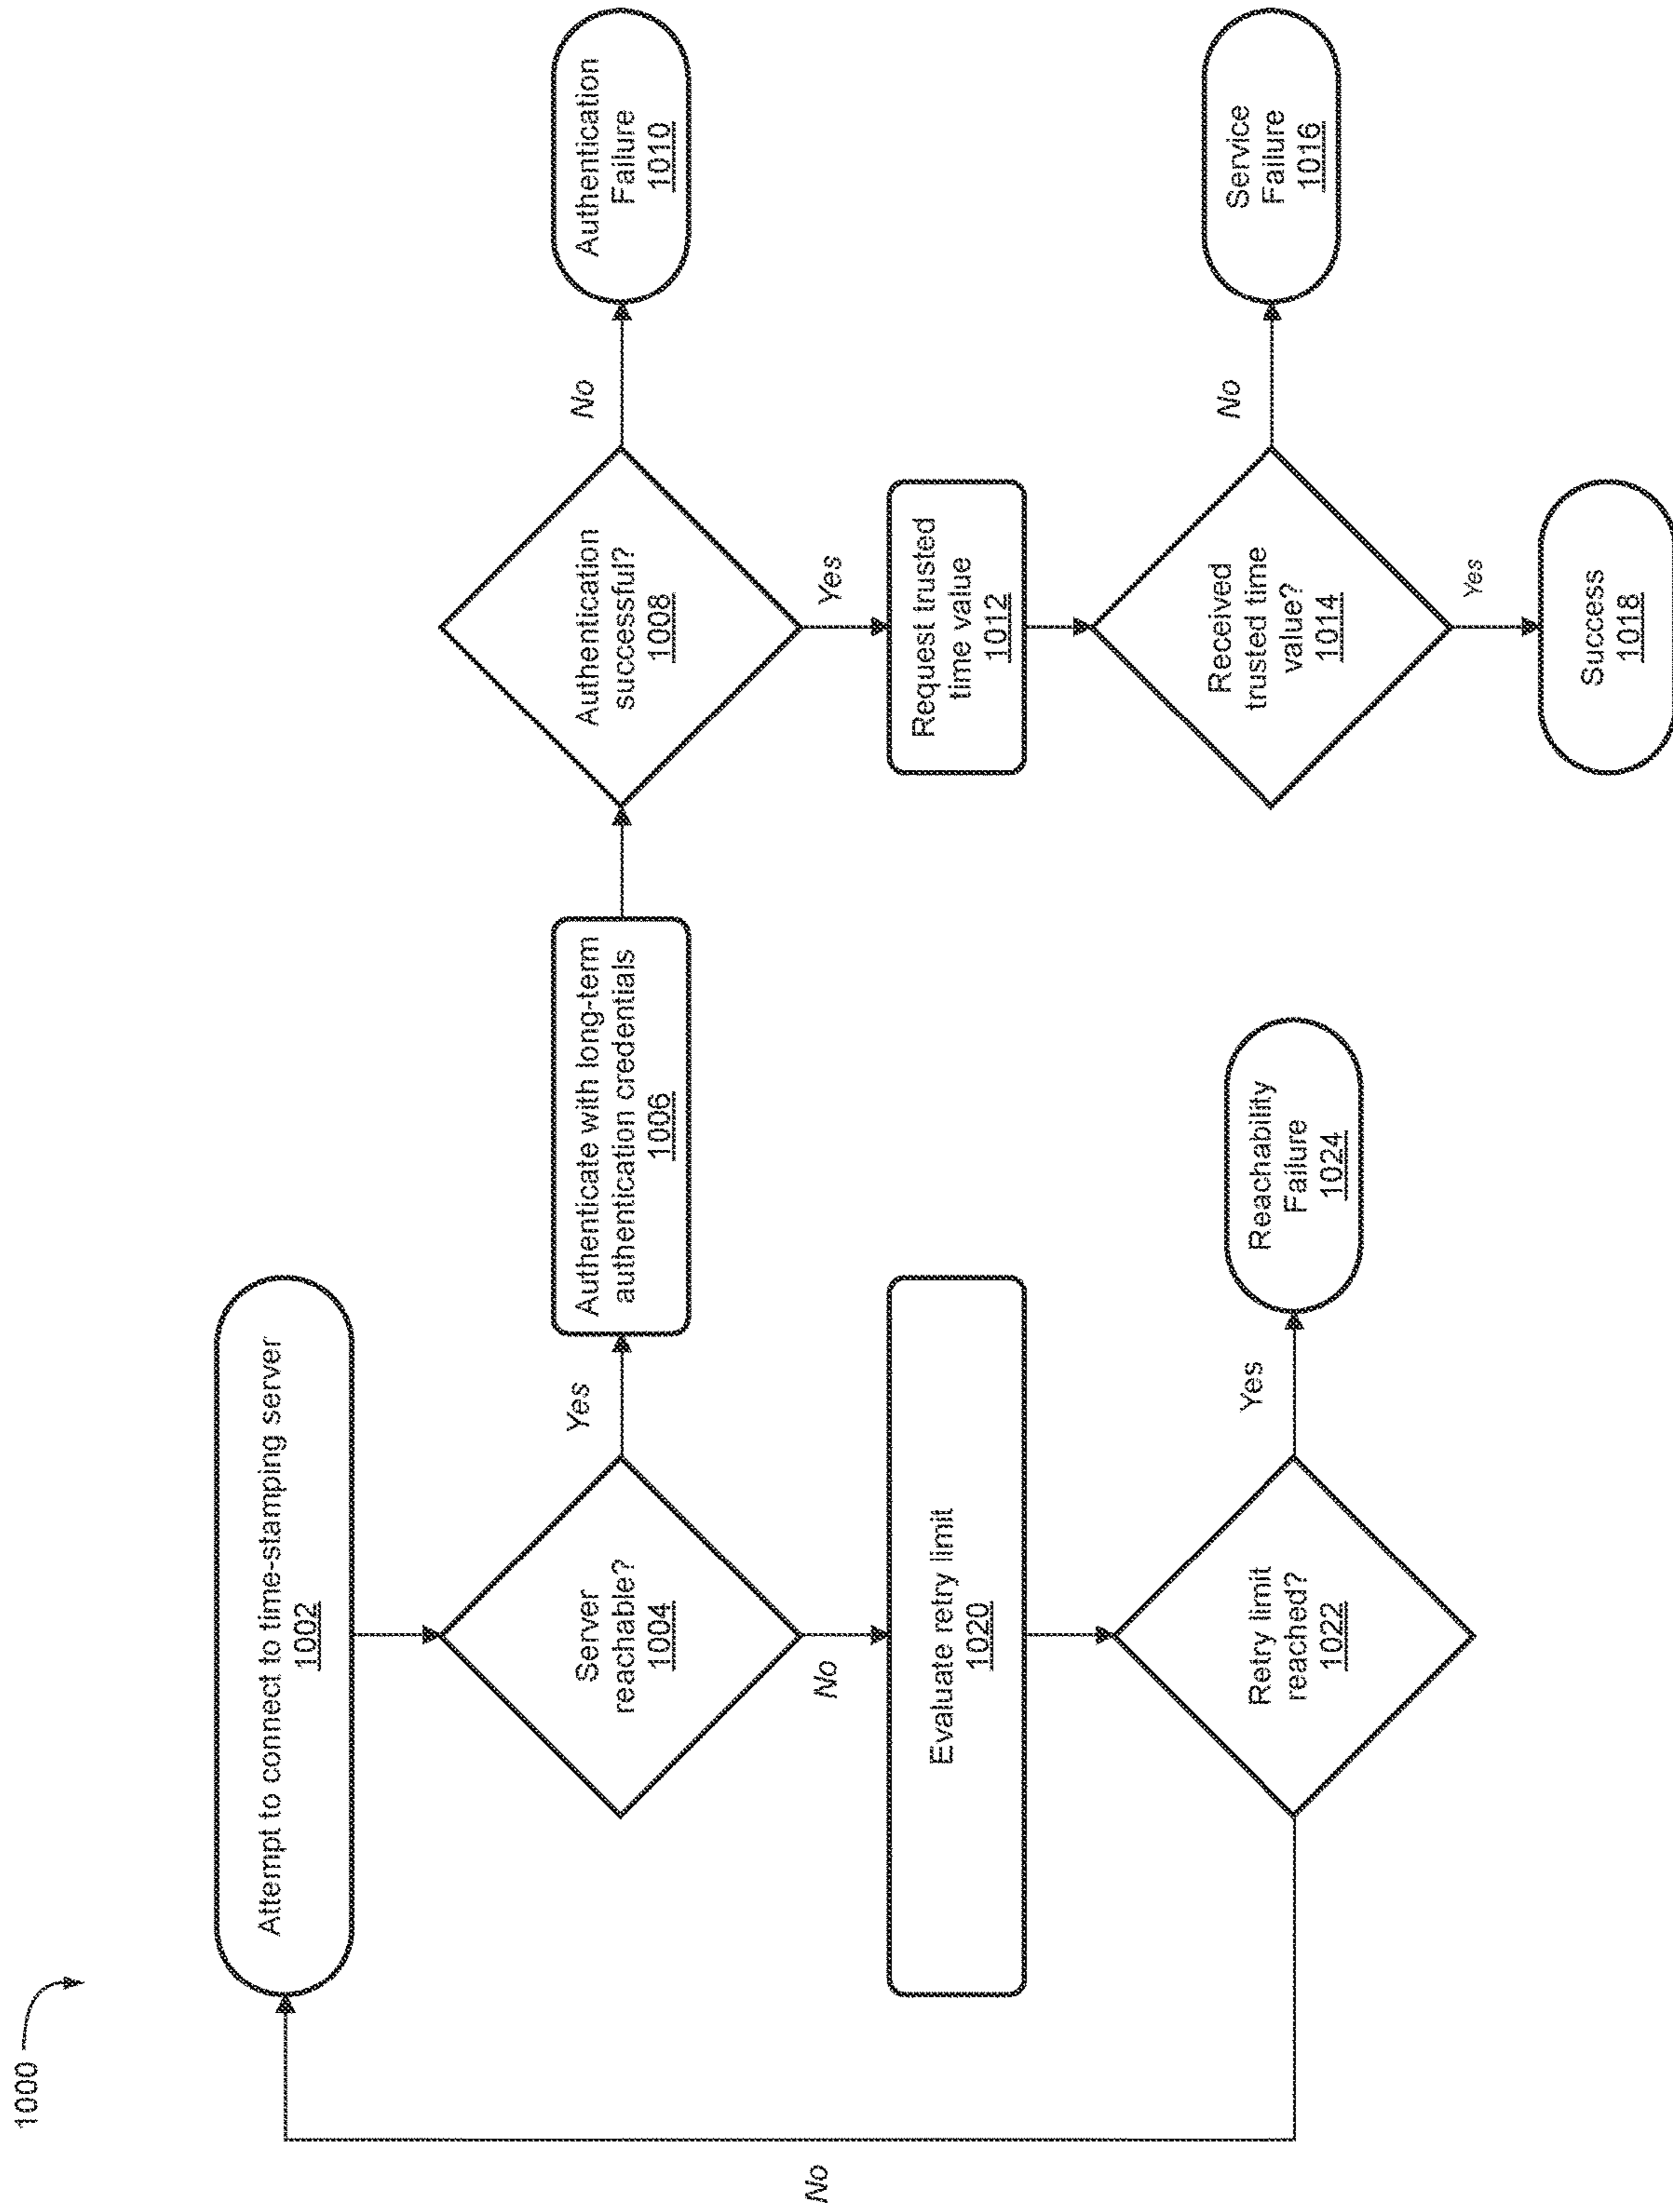 1000
Attempt to connect to time-stamping server
1002
Server
reachable?
1004
Yes
Authenticate with long-term
authentication credentials
1006
Authentication
successful?
1008
No
Authentication
Failure
1010
No
Evaluate retry limit
1020
Yes
Request trusted
time value
1012
Retry limit
reached?
1022
Yes
Reachability
Failure
1024
No
Received
trusted time
value?
1014
No
Service
Failure
1016
Yes
Success
1018